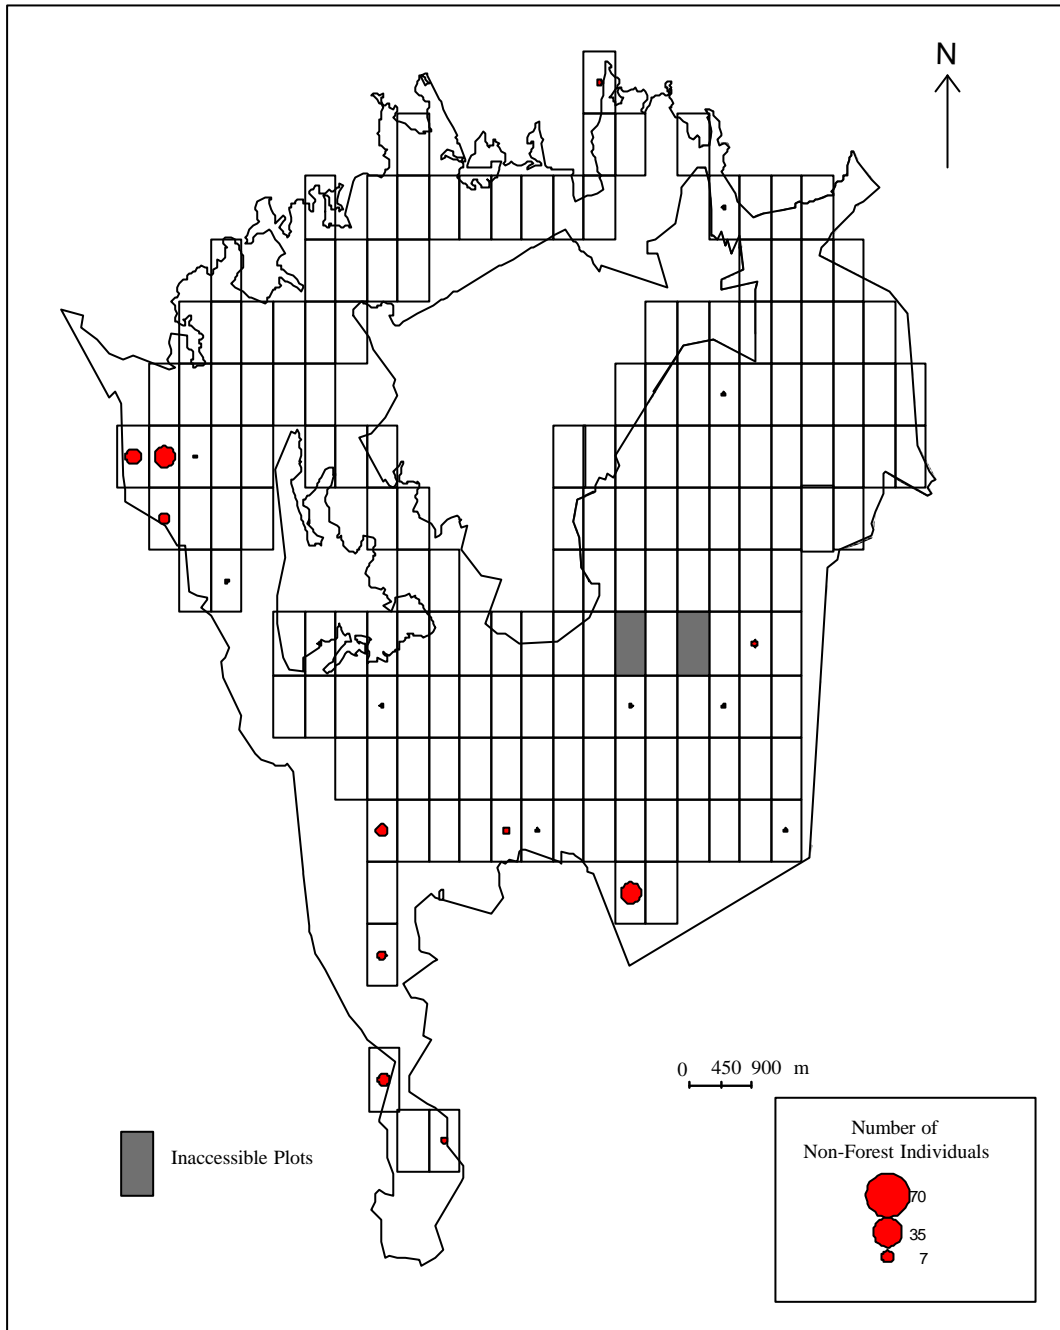 N
0 450 900 m
Inaccessible Plots
Number of
Non-Forest Individuals
70
35
7